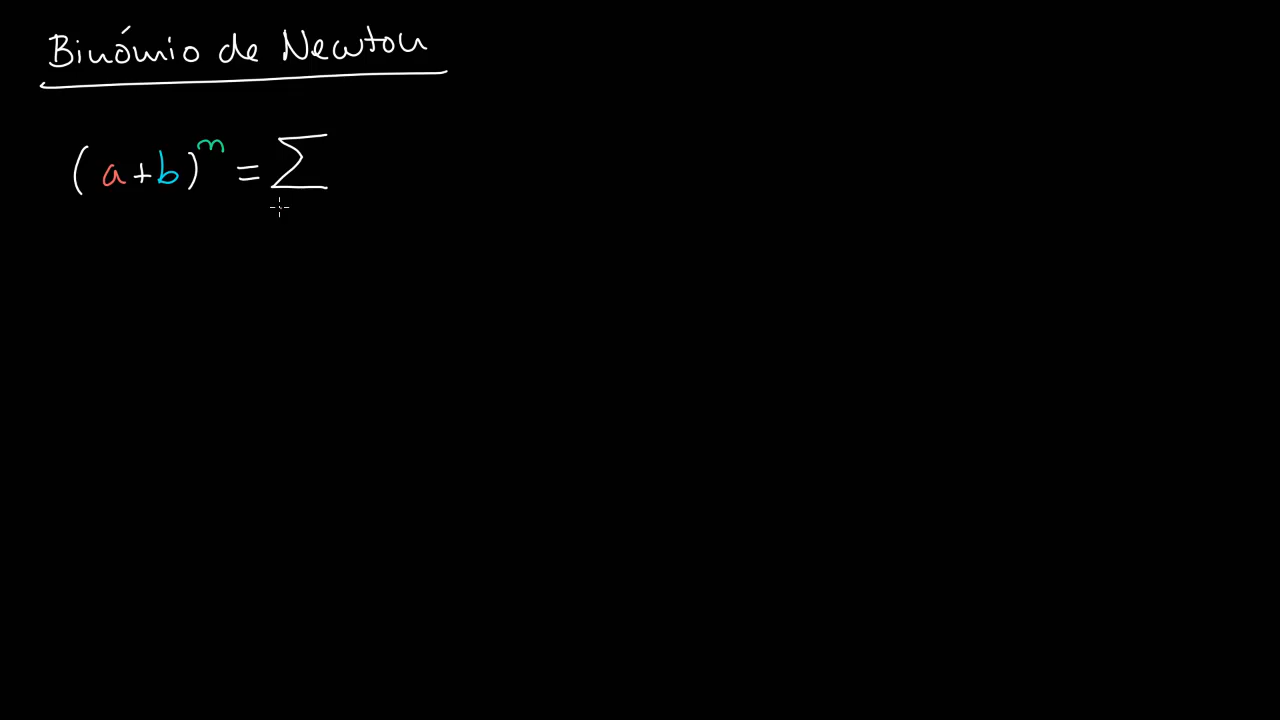 Binómio de Newton
(a+b)^n = Σ